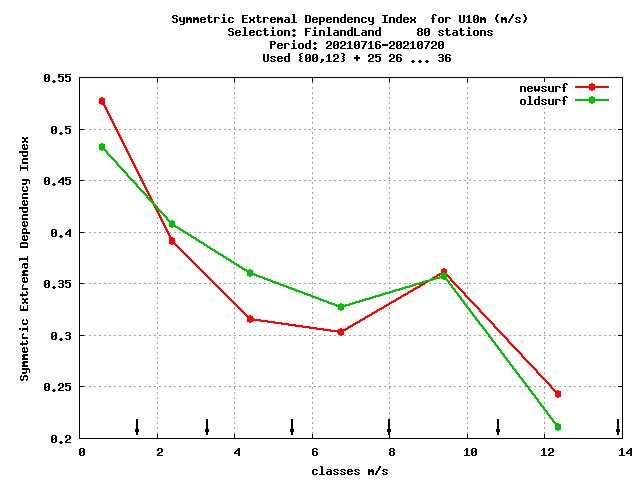 Symmetric Extremal Dependency Index  for U10m (m/s)
Selection: FinlandLand     80 stations
Period: 20210716-20210720
Used {00,12} + 25 26 ... 36
newsurf
oldsurf
Symmetric Extremal Dependency Index
0.55
0.5
0.45
0.4
0.35
0.3
0.25
0.2
0 2 4 6 8 10 12 14
classes m/s